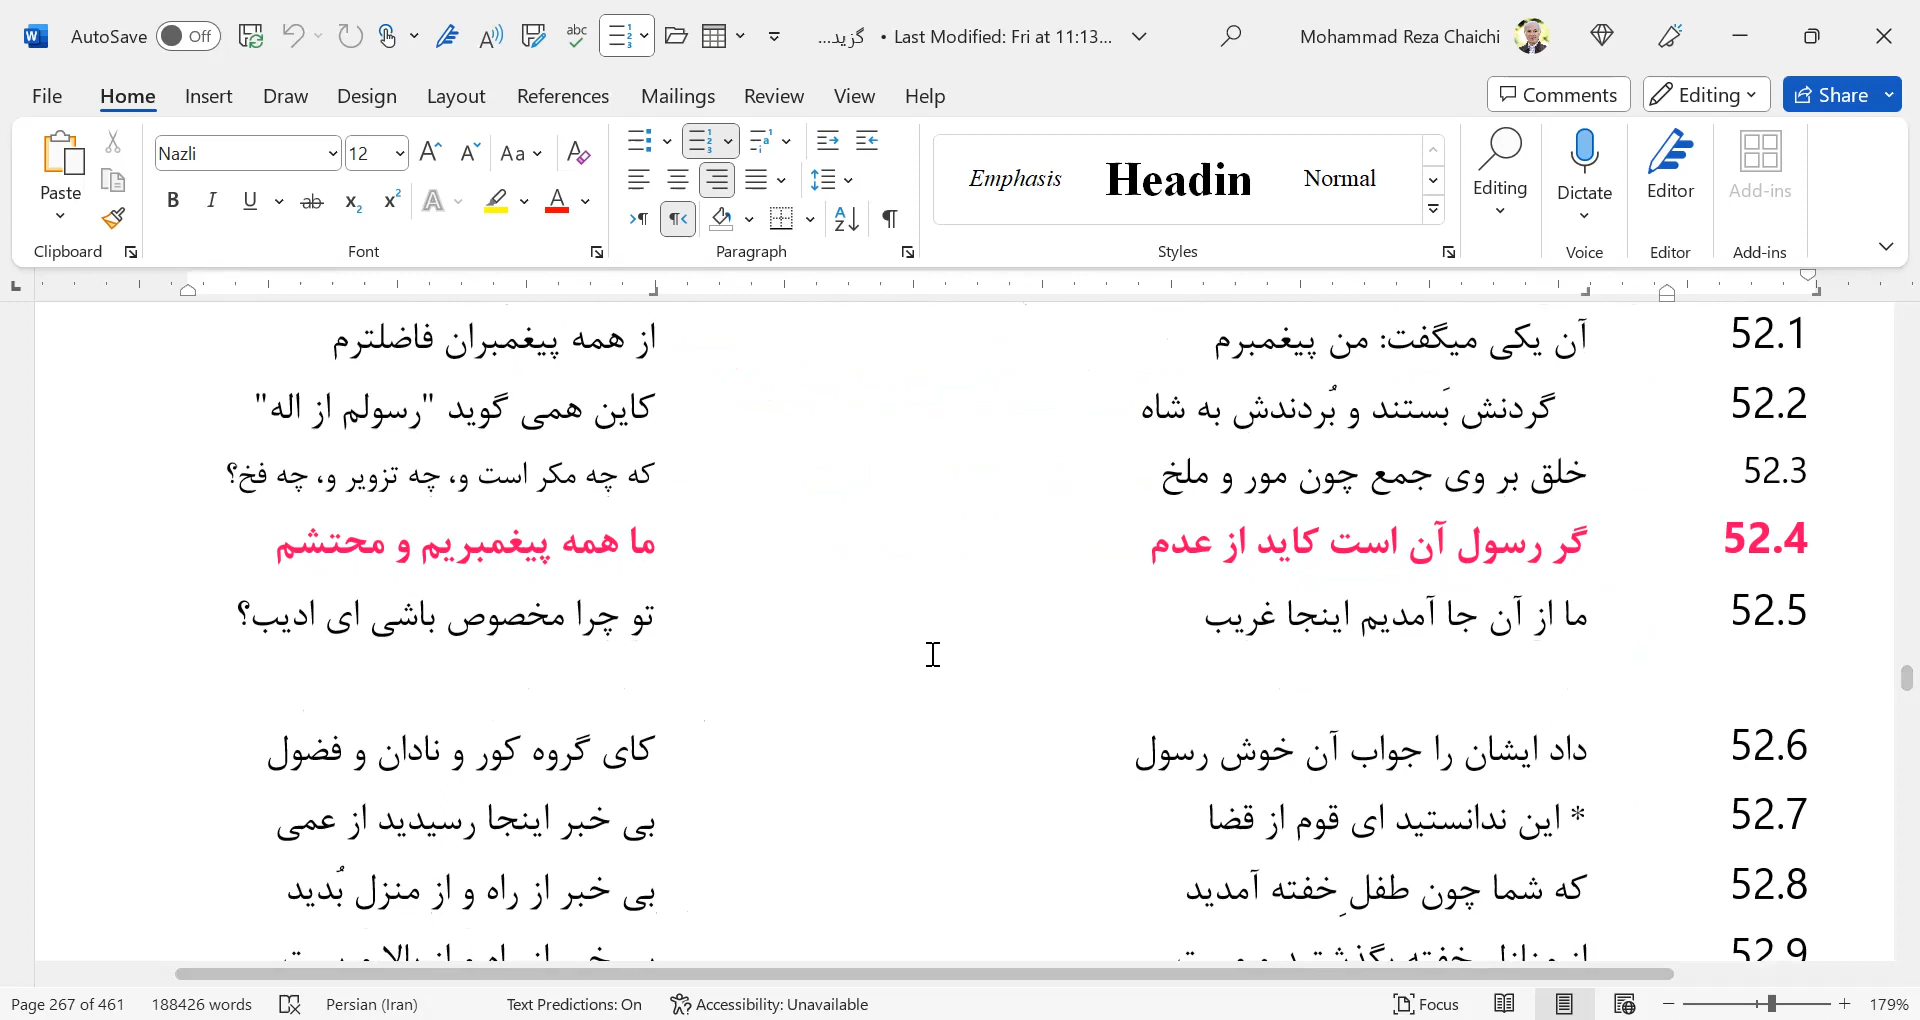 AutoSave Off گزید... • Last Modified: Fri at 11:13... Mohammad Reza Chaichi
File Home Insert Draw Design Layout References Mailings Review View Help Comments Editing Share
Paste Nazli 12 Emphasis Headin Normal Editing Dictate Editor Add-ins
Clipboard Font Paragraph Styles Voice Editor Add-ins
52.1 آن یکی میگفت: من پیغمبرم از همه پیغمبران فاضلترم
52.2 گردنش بَستند و بُردندش به شاه کاین همی گوید "رسولم از اله"
52.3 خلق بر وی جمع چون مور و ملخ که چه مکر است و، چه تزویر و، چه فخ؟
52.4 گر رسول آن است کاید از عدم ما همه پیغمبریم و محتشم
52.5 ما از آن جا آمدیم اینجا غریب تو چرا مخصوص باشی ای ادیب؟
52.6 داد ایشان را جواب آن خوش رسول کای گروه کور و نادان و فضول
52.7 * این ندانستید ای قوم از قضا بی خبر اینجا رسیدید از عمی
52.8 که شما چون طفلِ خفته آمدید بی خبر از راه و از منزل بُدید
52.9
Page 267 of 461 188426 words Persian (Iran) Text Predictions: On Accessibility: Unavailable Focus 179%